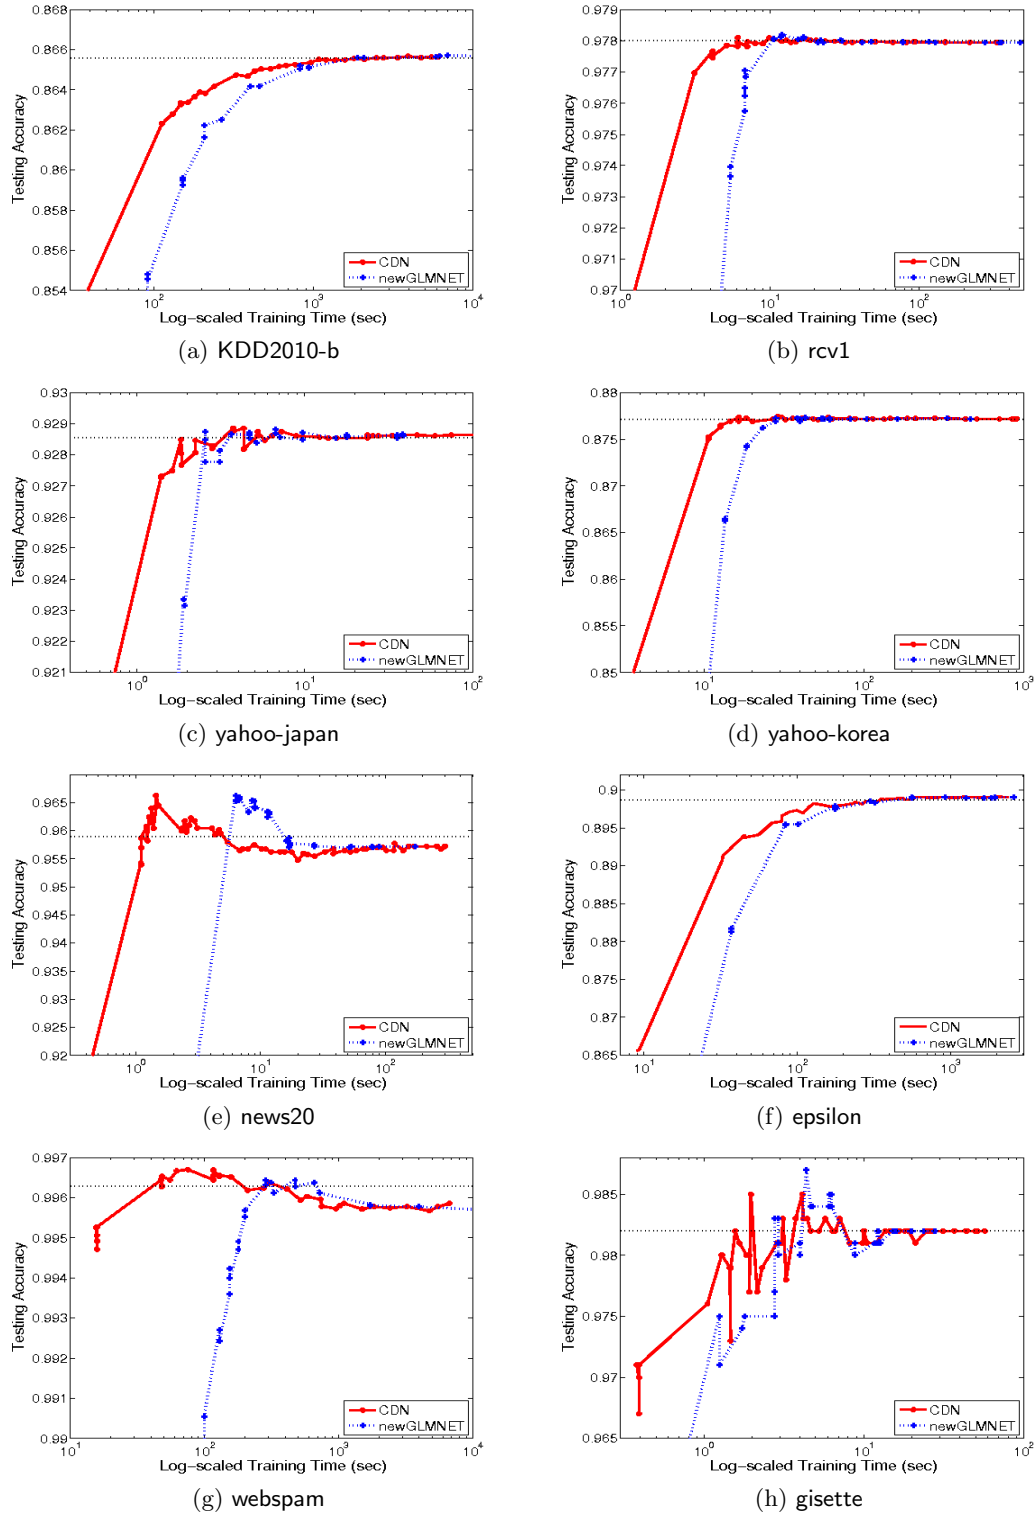 0.868
0.866
0.864
0.862
0.86
0.858
0.856
0.854
Testing Accuracy
CDN
newGLMNET
10^2 10^3 10^4
Log-scaled Training Time (sec)
(a) KDD2010-b
0.979
0.978
0.977
0.976
0.975
0.974
0.973
0.972
0.971
0.97
Testing Accuracy
CDN
newGLMNET
10^0 10^1 10^2
Log-scaled Training Time (sec)
(b) rcv1
0.93
0.929
0.928
0.927
0.926
0.925
0.924
0.923
0.922
0.921
Testing Accuracy
CDN
newGLMNET
10^0 10^1 10^2
Log-scaled Training Time (sec)
(c) yahoo-japan
0.88
0.875
0.87
0.865
0.86
0.855
0.85
Testing Accuracy
CDN
newGLMNET
10^1 10^2 10^3
Log-scaled Training Time (sec)
(d) yahoo-korea
0.965
0.96
0.955
0.95
0.945
0.94
0.935
0.93
0.925
0.92
Testing Accuracy
CDN
newGLMNET
10^0 10^1 10^2
Log-scaled Training Time (sec)
(e) news20
0.9
0.895
0.89
0.885
0.88
0.875
0.87
0.865
Testing Accuracy
CDN
newGLMNET
10^1 10^2 10^3
Log-scaled Training Time (sec)
(f) epsilon
0.997
0.996
0.995
0.994
0.993
0.992
0.991
0.99
Testing Accuracy
CDN
newGLMNET
10^1 10^2 10^3 10^4
Log-scaled Training Time (sec)
(g) webspam
0.985
0.98
0.975
0.97
0.965
Testing Accuracy
CDN
newGLMNET
10^0 10^1 10^2
Log-scaled Training Time (sec)
(h) gisette